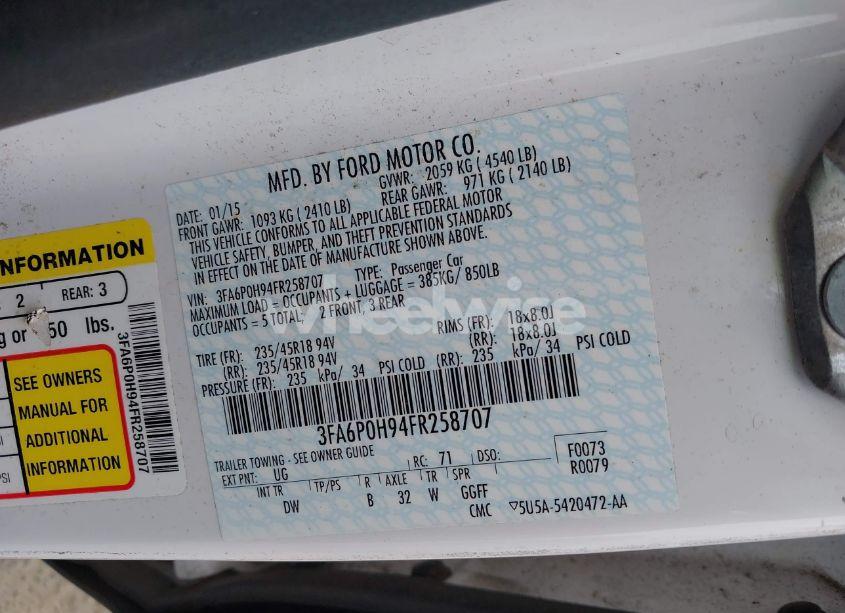 INFORMATION
2 REAR: 3
g or 50 lbs.
SEE OWNERS
MANUAL FOR
ADDITIONAL
INFORMATION
PSI
3FA6P0H94FR258707
MFD. BY FORD MOTOR CO.
DATE: 01/15 GVWR: 2059 KG ( 4540 LB)
FRONT GAWR: 1093 KG ( 2410 LB) REAR GAWR: 971 KG ( 2140 LB)
THIS VEHICLE CONFORMS TO ALL APPLICABLE FEDERAL MOTOR
VEHICLE SAFETY, BUMPER, AND THEFT PREVENTION STANDARDS
IN EFFECT ON THE DATE OF MANUFACTURE SHOWN ABOVE.
VIN: 3FA6P0H94FR258707 TYPE: Passenger Car
MAXIMUM LOAD = OCCUPANTS + LUGGAGE = 385KG/ 850LB
OCCUPANTS = 5 TOTAL: 2 FRONT, 3 REAR
wheelwise
TIRE (FR): 235/45R18 94V RIMS (FR): 18x8.0J
(RR): 235/45R18 94V (RR): 18x8.0J
PRESSURE (FR): 235 kPa/ 34 PSI COLD (RR): 235 kPa/ 34 PSI COLD
3FA6P0H94FR258707
TRAILER TOWING - SEE OWNER GUIDE
EXT PNT: UG RC: 71 DSO: F0073
R0079
INT TR TP/PS R AXLE TR SPR
DW B 32 W GGFF
CMC ▽5U5A-5420472-AA